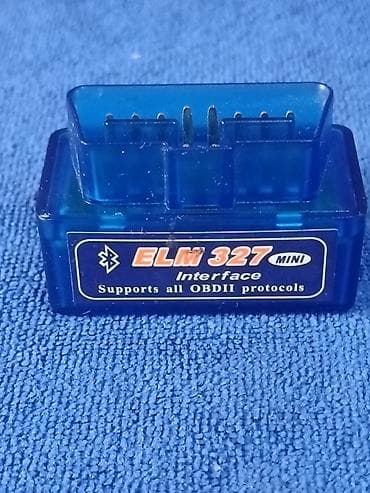 ELM 327 MINI
Interface
Supports all OBDII protocols